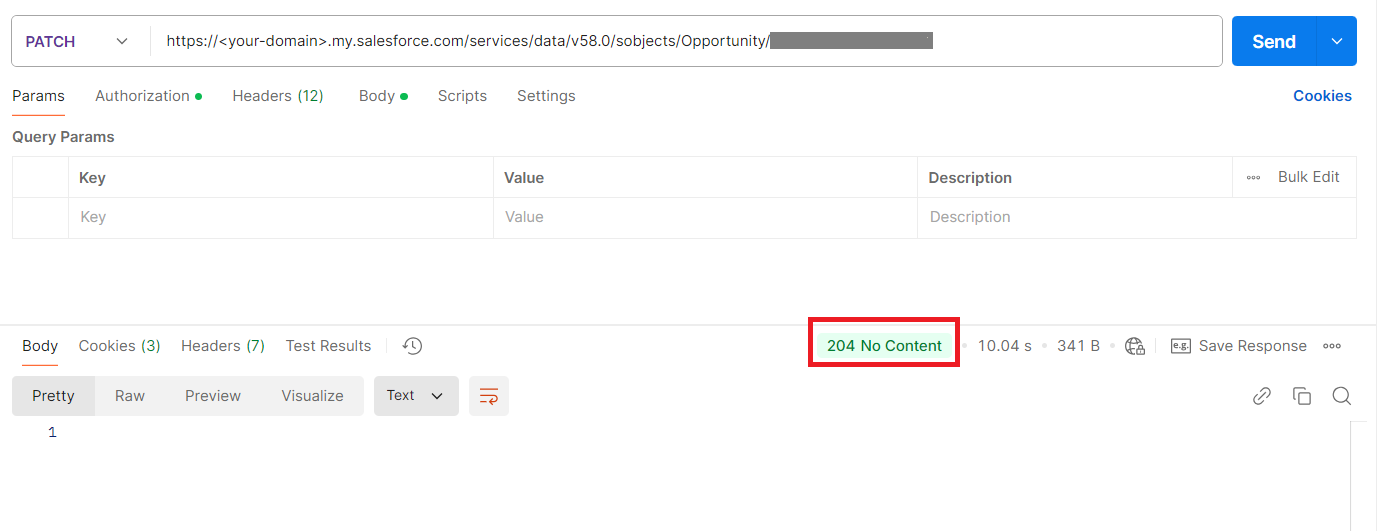 PATCH https://<your-domain>.my.salesforce.com/services/data/v58.0/sobjects/Opportunity/ Send
Params Authorization Headers (12) Body Scripts Settings Cookies
Query Params
Key Value Description ooo Bulk Edit
Key Value Description
Body Cookies (3) Headers (7) Test Results 204 No Content 10.04 s 341 B e.g. Save Response ooo
Pretty Raw Preview Visualize Text
1